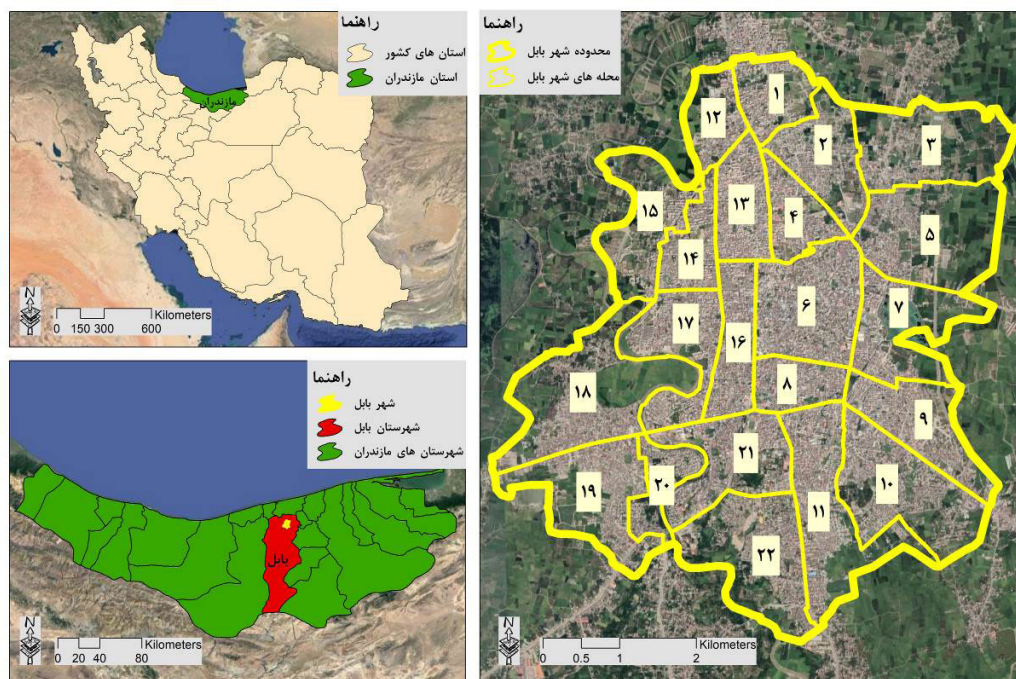 راهنما
استان های کشور
استان مازندران
مازندران
N
0 150 300 600
Kilometers
راهنما
شهر بابل
شهرستان بابل
شهرستان های مازندران
بابل
N
0 20 40 80
Kilometers
راهنما
محدوده شهر بابل
محله های شهر بابل
۱
۱۲
۲
۳
۱۳
۴
۱۵
۵
۱۴
۷
۶
۱۷
۱۶
۸
۱۸
۹
۲۱
۱۰
۲۰
۱۹
۱۱
۲۲
N
0 0.5 1 2
Kilometers